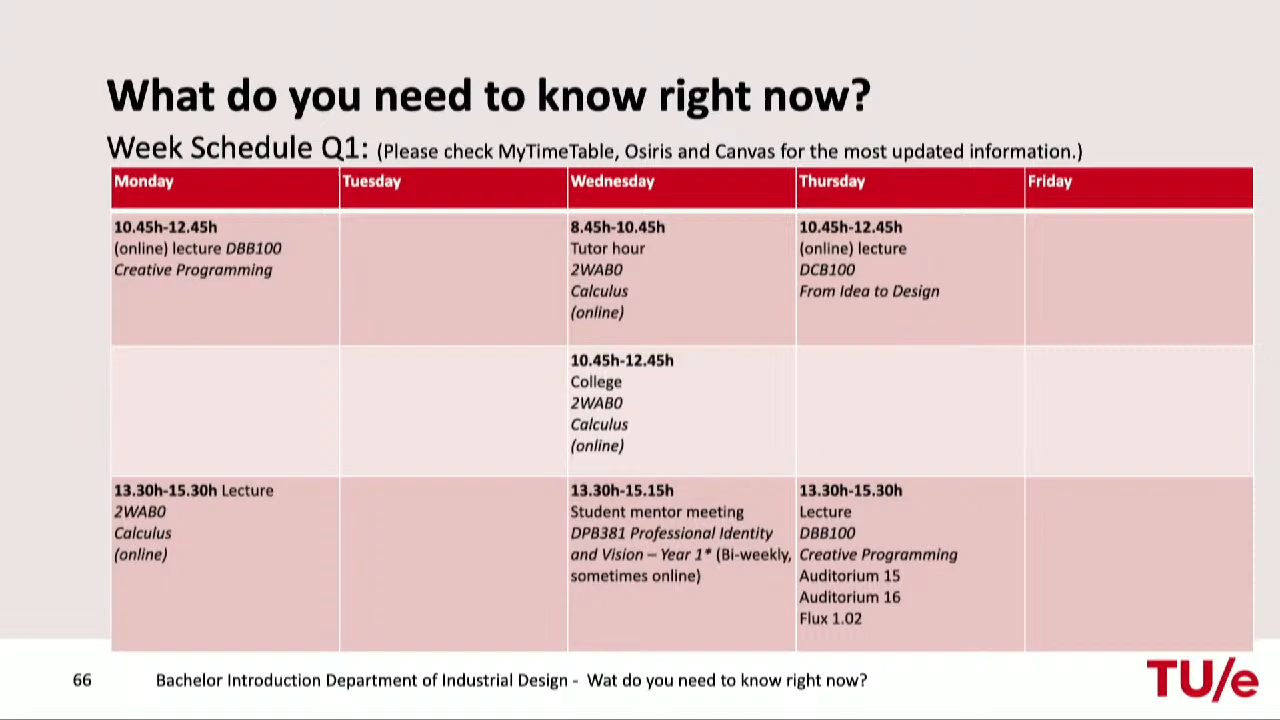 What do you need to know right now?
Week Schedule Q1: (Please check MyTimeTable, Osiris and Canvas for the most updated information.)
Monday
Tuesday
Wednesday
Thursday
Friday
10.45h-12.45h
(online) lecture DBB100
Creative Programming
8.45h-10.45h
Tutor hour
2WAB0
Calculus
(online)
10.45h-12.45h
(online) lecture
DCB100
From Idea to Design
10.45h-12.45h
College
2WAB0
Calculus
(online)
13.30h-15.30h Lecture
2WAB0
Calculus
(online)
13.30h-15.15h
Student mentor meeting
DPB381 Professional Identity
and Vision – Year 1* (Bi-weekly,
sometimes online)
13.30h-15.30h
Lecture
DBB100
Creative Programming
Auditorium 15
Auditorium 16
Flux 1.02
66
Bachelor Introduction Department of Industrial Design - Wat do you need to know right now?
TU/e